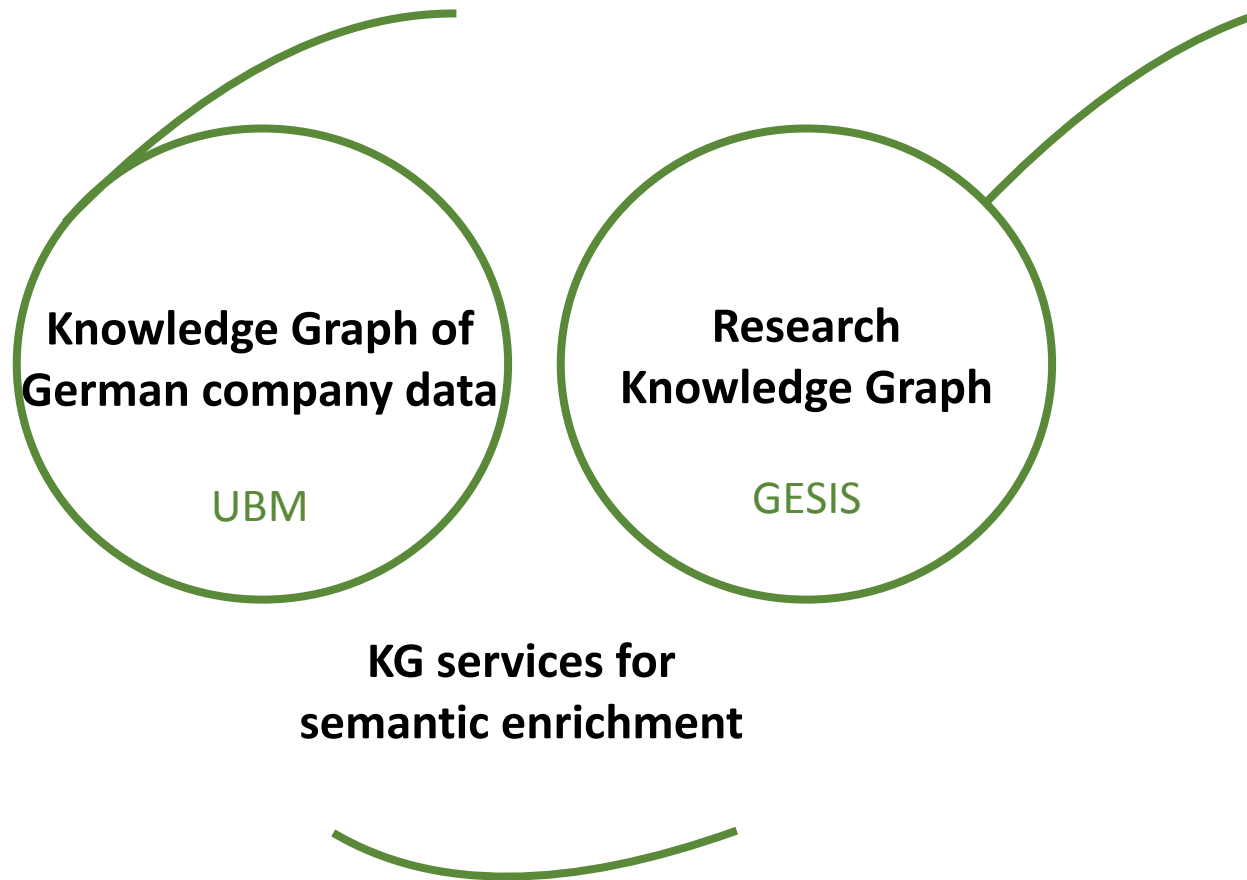 Knowledge Graph of
German company data
UBM
Research
Knowledge Graph
GESIS
KG services for
semantic enrichment